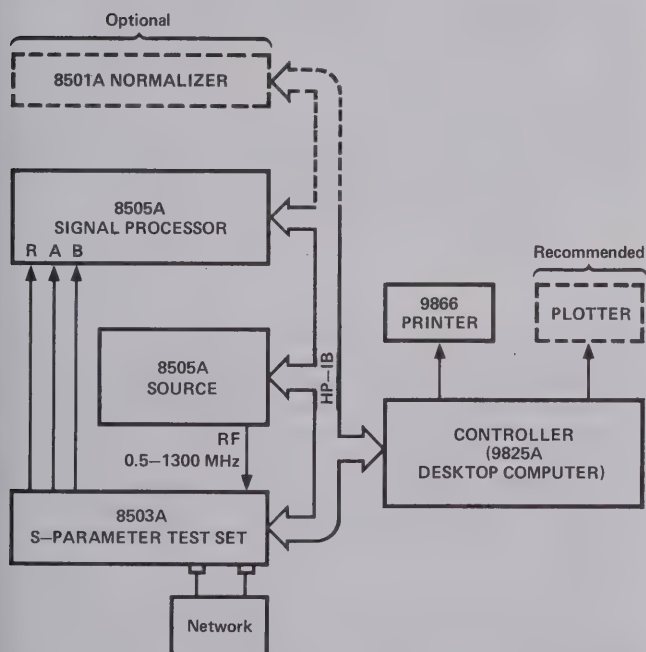 Optional
8501A NORMALIZER
8505A
SIGNAL PROCESSOR
R A B
8505A
SOURCE
RF
0.5–1300 MHz
8503A
S–PARAMETER TEST SET
Network
HP–IB
9866
PRINTER
Recommended
PLOTTER
CONTROLLER
(9825A
DESKTOP COMPUTER)